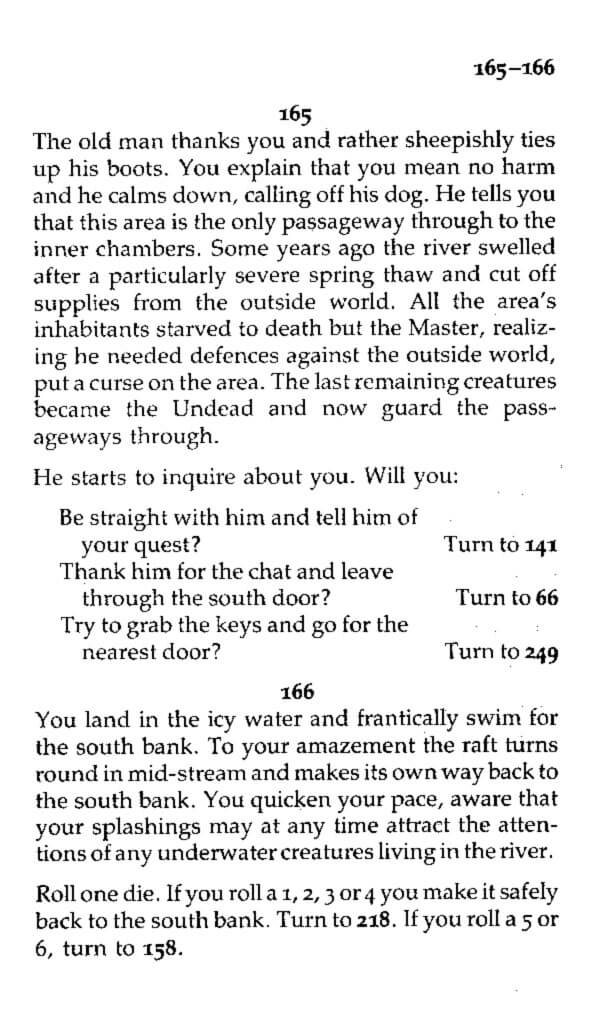 165–166
165
The old man thanks you and rather sheepishly ties
up his boots. You explain that you mean no harm
and he calms down, calling off his dog. He tells you
that this area is the only passageway through to the
inner chambers. Some years ago the river swelled
after a particularly severe spring thaw and cut off
supplies from the outside world. All the area's
inhabitants starved to death but the Master, realiz-
ing he needed defences against the outside world,
put a curse on the area. The last remaining creatures
became the Undead and now guard the pass-
ageways through.
He starts to inquire about you. Will you:
Be straight with him and tell him of
your quest? Turn to 141
Thank him for the chat and leave
through the south door? Turn to 66
Try to grab the keys and go for the
nearest door? Turn to 249
166
You land in the icy water and frantically swim for
the south bank. To your amazement the raft turns
round in mid-stream and makes its own way back to
the south bank. You quicken your pace, aware that
your splashings may at any time attract the atten-
tions of any underwater creatures living in the river.
Roll one die. If you roll a 1, 2, 3 or 4 you make it safely
back to the south bank. Turn to 218. If you roll a 5 or
6, turn to 158.